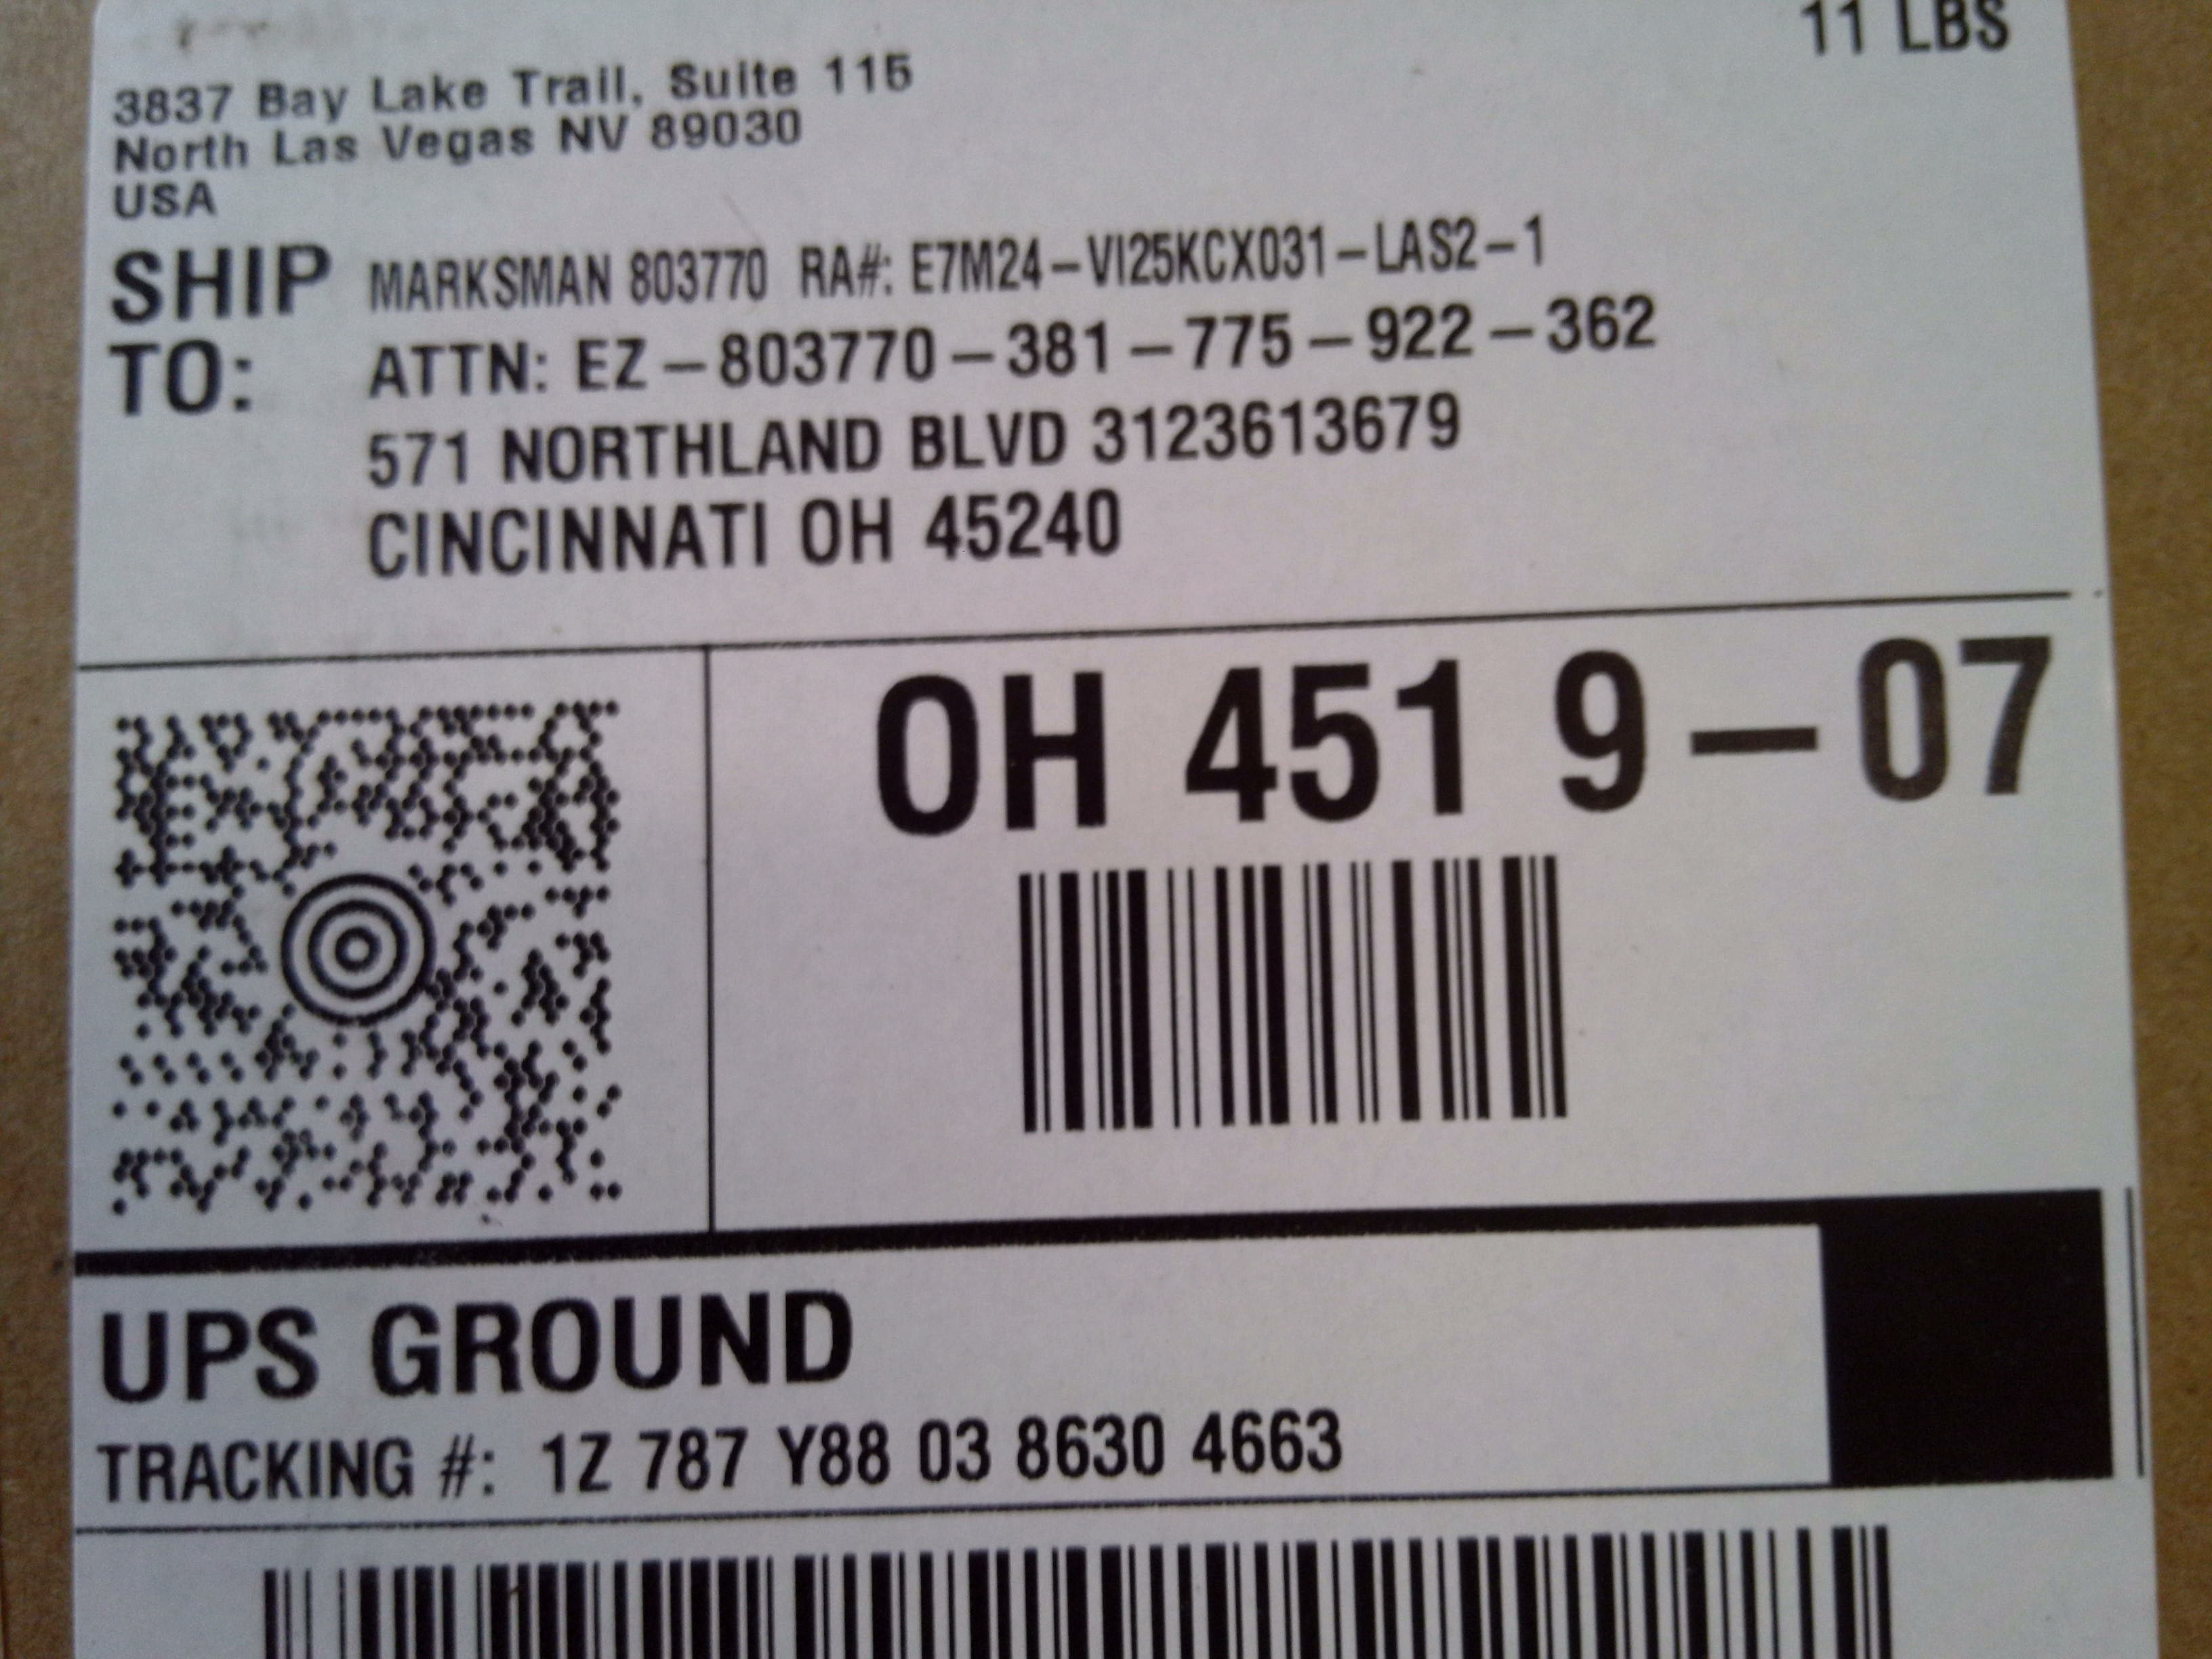 11 LBS
3837 Bay Lake Trail, Suite 115
North Las Vegas NV 89030
USA
SHIP TO:
MARKSMAN 803770 RA#: E7M24-VI25KCX031-LAS2-1
ATTN: EZ-803770-381-775-922-362
571 NORTHLAND BLVD 3123613679
CINCINNATI OH 45240
OH 451 9-07
UPS GROUND
TRACKING #: 1Z 787 Y88 03 8630 4663